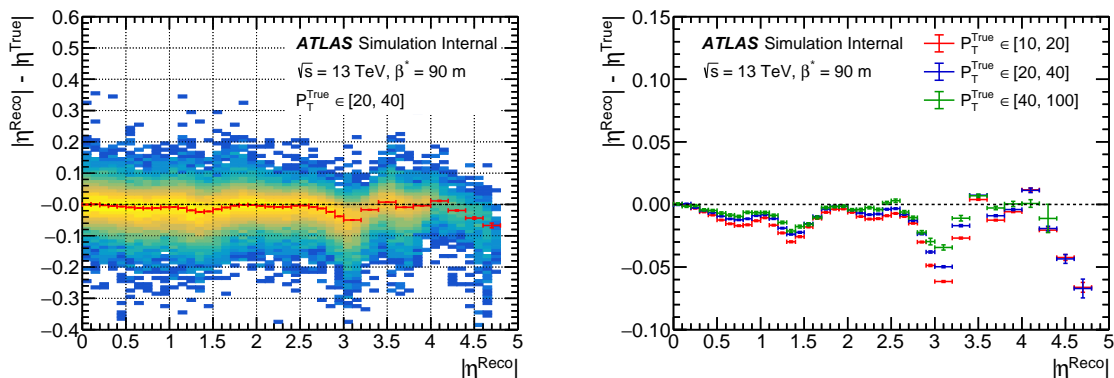 |η^Reco| - |η^True|
0.6
0.5
0.4
0.3
0.2
0.1
−0.0
−0.1
−0.2
−0.3
−0.4
ATLAS Simulation Internal
√s = 13 TeV, β* = 90 m
P_T^True ∈ [20, 40]
0 0.5 1 1.5 2 2.5 3 3.5 4 4.5 5
|η^Reco|
|η^Reco| - |η^True|
0.15
0.10
0.05
0.00
−0.05
−0.10
ATLAS Simulation Internal
√s = 13 TeV, β* = 90 m
P_T^True ∈ [10, 20]
P_T^True ∈ [20, 40]
P_T^True ∈ [40, 100]
0 0.5 1 1.5 2 2.5 3 3.5 4 4.5 5
|η^Reco|